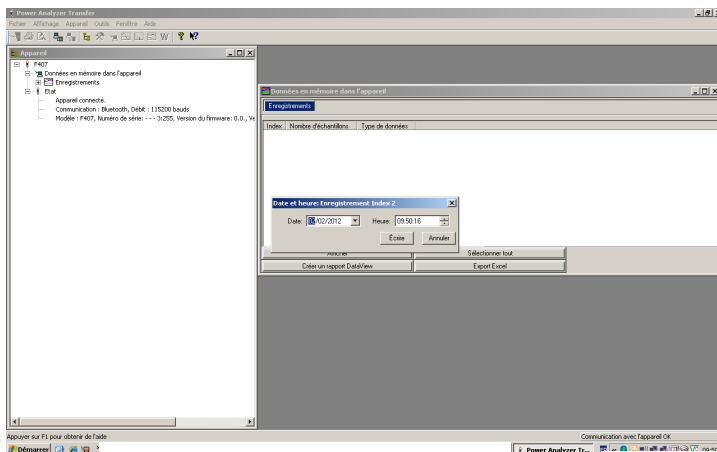 Power Analyzer Transfer
Fichier Affichage Appareil Outils Fenêtre Aide
Appareil
F407
Données en mémoire dans l'appareil
Enregistrements
Etat
Appareil connecté.
Communication : Bluetooth, Débit : 115200 bauds
Modèle : F407, Numéro de série: - - - 3:255, Version du firmware: 0.0., Ve
Données en mémoire dans l'appareil
Enregistrements
Index Nombre d'échantillons Type de données
Date et heure: Enregistrement Index 2
Date: 02/02/2012 Heure: 09:50:16
Écrire Annuler
Afficher Sélectionner tout
Créer un rapport DataView Export Excel
Appuyer sur F1 pour obtenir de l'aide Communication avec l'appareil OK
Démarrer Power Analyzer Tr... «